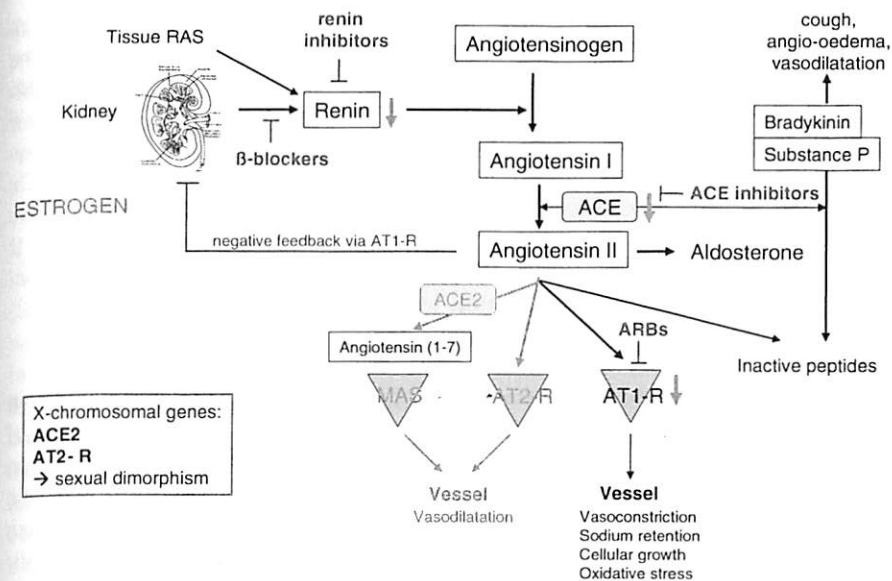 renin
inhibitors
cough,
angio-oedema,
vasodilatation
Tissue RAS
Angiotensinogen
Kidney
Renin
Bradykinin
Substance P
ß-blockers
Angiotensin I
ACE inhibitors
ACE
ESTROGEN
negative feedback via AT1-R
Angiotensin II
Aldosterone
ACE2
ARBs
Angiotensin (1-7)
Inactive peptides
MAS
AT2-R
AT1-R
X-chromosomal genes:
ACE2
AT2- R
→ sexual dimorphism
Vessel
Vasodilatation
Vessel
Vasoconstriction
Sodium retention
Cellular growth
Oxidative stress